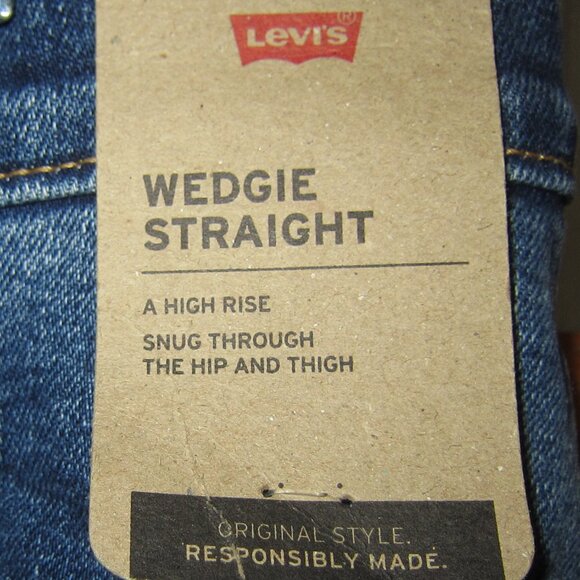 Levi's®
WEDGIE
STRAIGHT
A HIGH RISE
SNUG THROUGH
THE HIP AND THIGH
ORIGINAL STYLE.
RESPONSIBLY MADE.